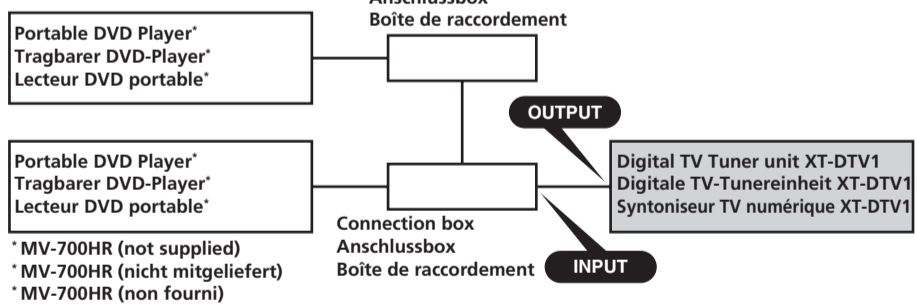 Anschlussbox
Boîte de raccordement
Portable DVD Player*
Tragbarer DVD-Player*
Lecteur DVD portable*
OUTPUT
Portable DVD Player*
Tragbarer DVD-Player*
Lecteur DVD portable*
Digital TV Tuner unit XT-DTV1
Digitale TV-Tunereinheit XT-DTV1
Syntoniseur TV numérique XT-DTV1
Connection box
Anschlussbox
Boîte de raccordement
INPUT
* MV-700HR (not supplied)
* MV-700HR (nicht mitgeliefert)
* MV-700HR (non fourni)